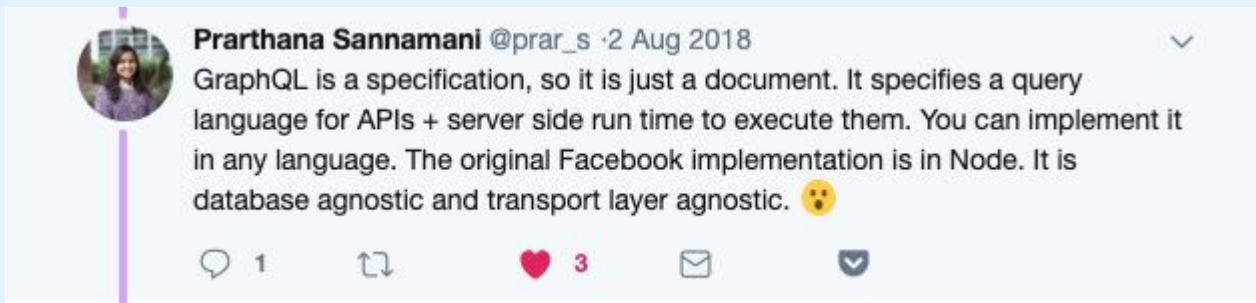 Prarthana Sannamani @prar_s ·2 Aug 2018
GraphQL is a specification, so it is just a document. It specifies a query
language for APIs + server side run time to execute them. You can implement it
in any language. The original Facebook implementation is in Node. It is
database agnostic and transport layer agnostic. 😮
1 3